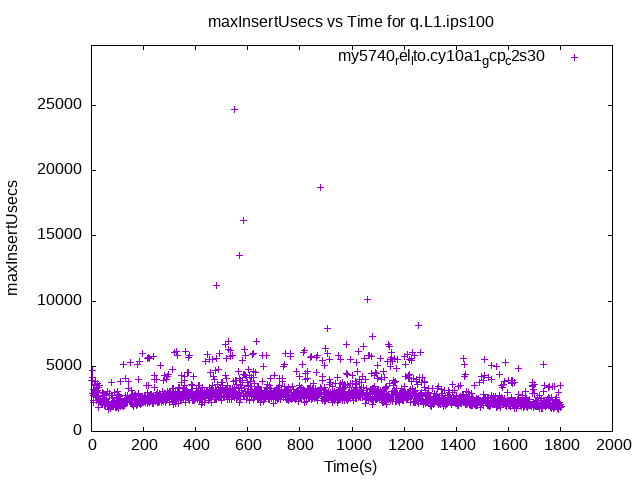 maxInsertUsecs vs Time for q.L1.ips100
my5740relito.cy10a1gcpc2s30
25000
20000
15000
10000
5000
0
maxInsertUsecs
0 200 400 600 800 1000 1200 1400 1600 1800 2000
Time(s)